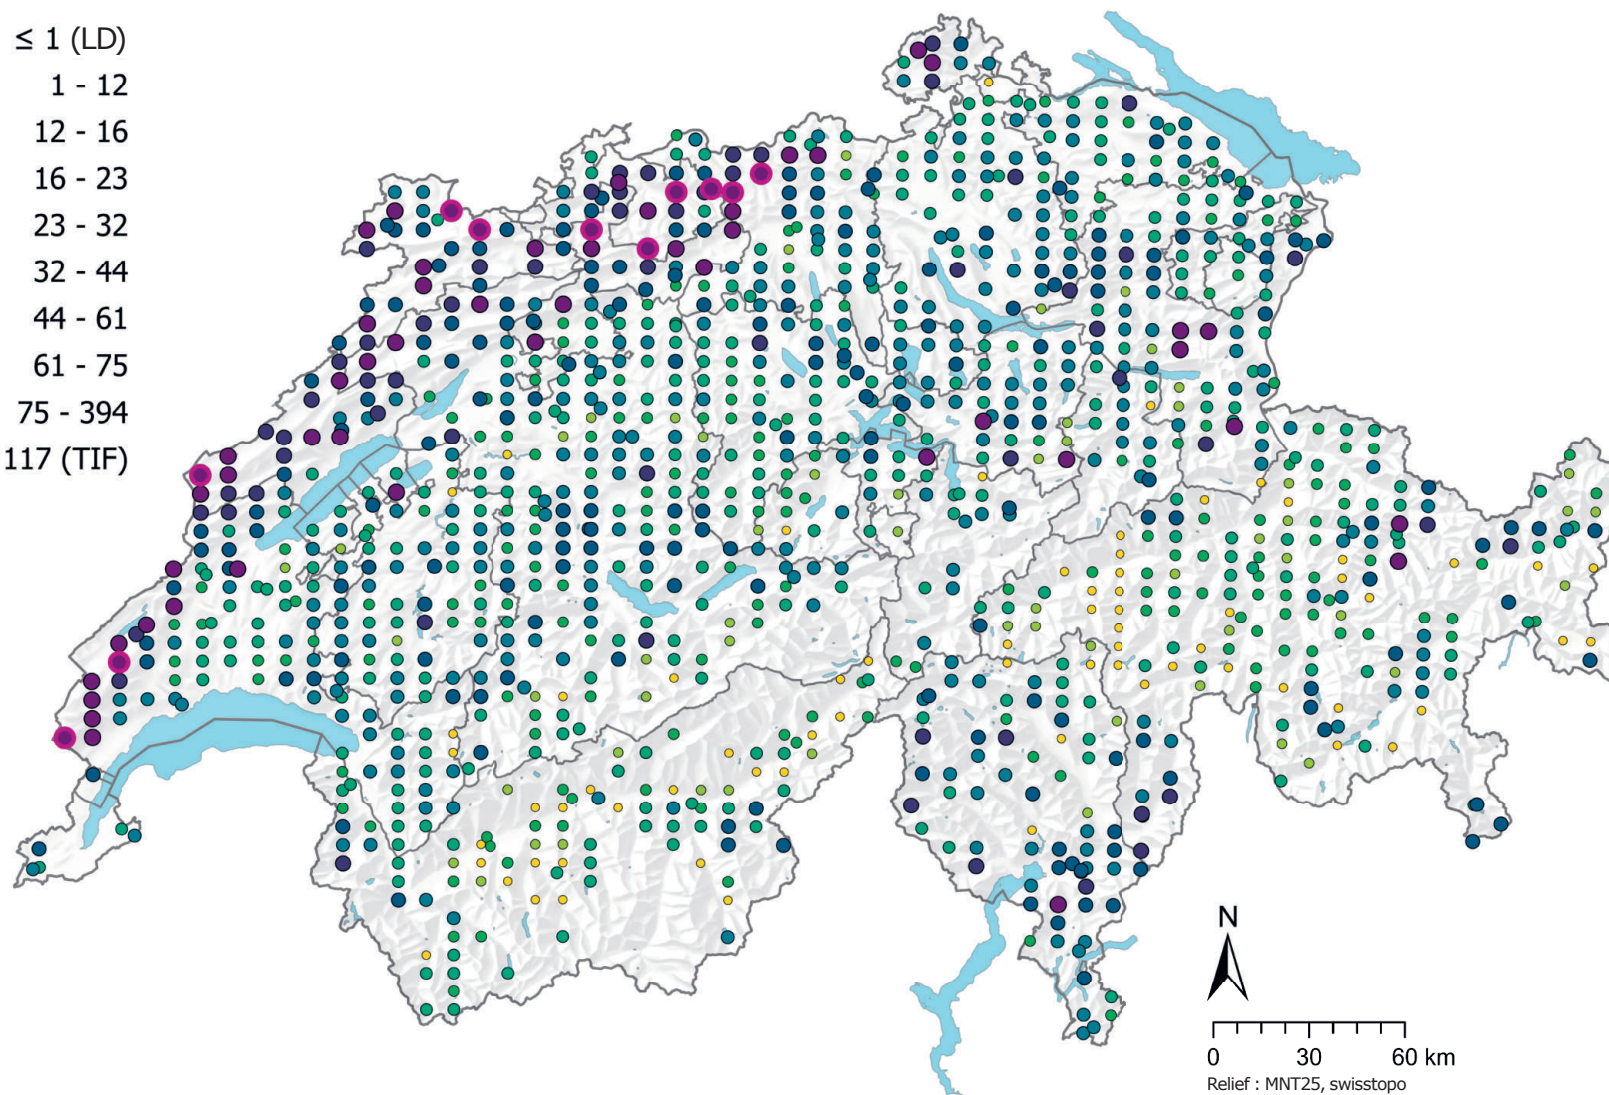 ≤ 1 (LD)
1 - 12
12 - 16
16 - 23
23 - 32
32 - 44
44 - 61
61 - 75
75 - 394
117 (TIF)
N
0 30 60 km
Relief : MNT25, swisstopo